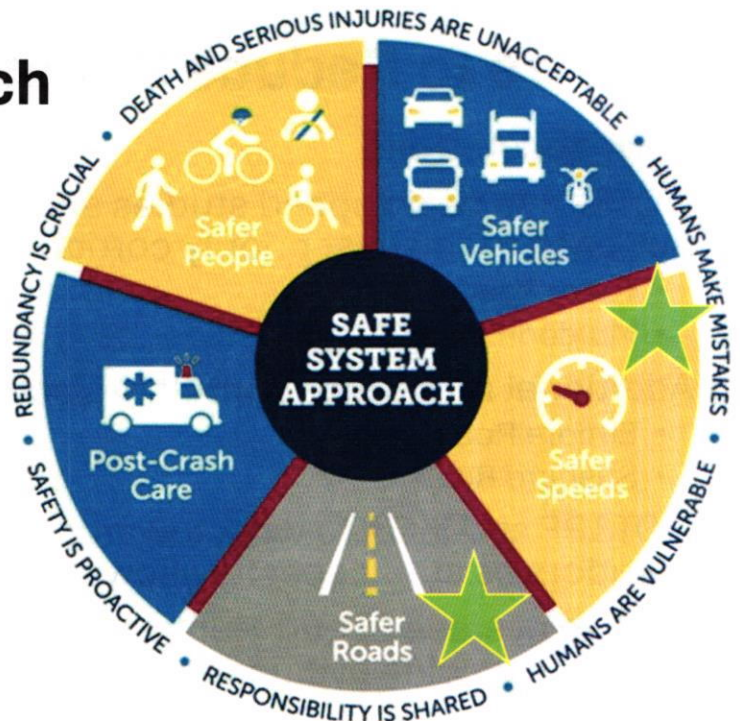 ch
DEATH AND SERIOUS INJURIES ARE UNACCEPTABLE
HUMANS MAKE MISTAKES
HUMANS ARE VULNERABLE
RESPONSIBILITY IS SHARED
SAFETY IS PROACTIVE
REDUNDANCY IS CRUCIAL
Safer
People
Safer
Vehicles
SAFE
SYSTEM
APPROACH
Safer
Speeds
Post-Crash
Care
Safer
Roads